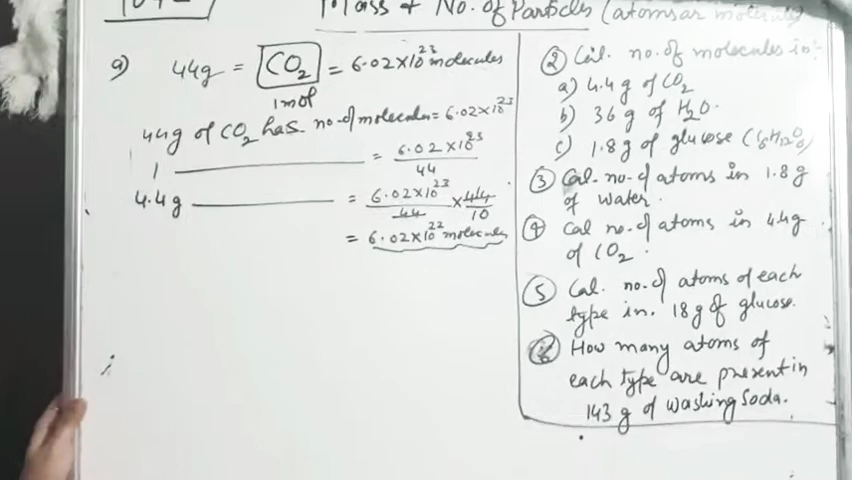 Mass & No. of Particles (atoms or molecules)
a) 44g = CO2 = 6.02×10^23 molecules
1mol
44g of CO2 has no. of molecules = 6.02×10^23
1 = 6.02×10^23 / 44
4.4g = 6.02×10^23 / 44 × 44 / 10
= 6.02×10^22 molecules
(2) Cal. no. of molecules in:-
a) 4.4 g of CO2
b) 36 g of H2O.
c) 1.8g of glucose (C6H12O6)
(3) Cal. no. of atoms in 1.8 g
of water.
(4) Cal no. of atoms in 4.4g
of CO2.
(5) Cal. no. of atoms of each
type in. 18 g of glucose.
(6) How many atoms of
each type are present in
143 g of washing Soda.